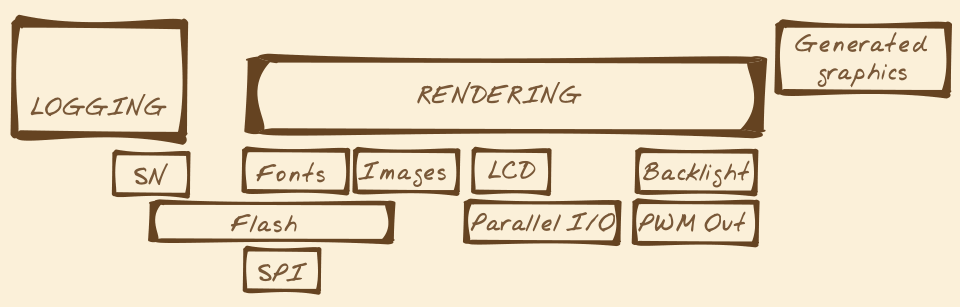 Generated
graphics
LOGGING
RENDERING
SN
Fonts
Images
LCD
Backlight
Flash
Parallel I/O
PWM Out
SPI